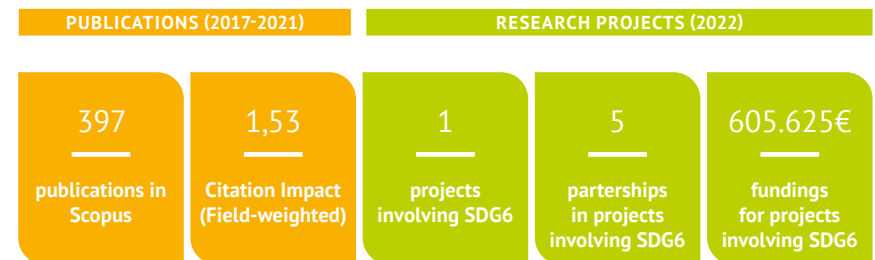 PUBLICATIONS (2017-2021)
RESEARCH PROJECTS (2022)
397
publications in
Scopus
1,53
Citation Impact
(Field-weighted)
1
projects
involving SDG6
5
parterships
in projects
involving SDG6
605.625€
fundings
for projects
involving SDG6